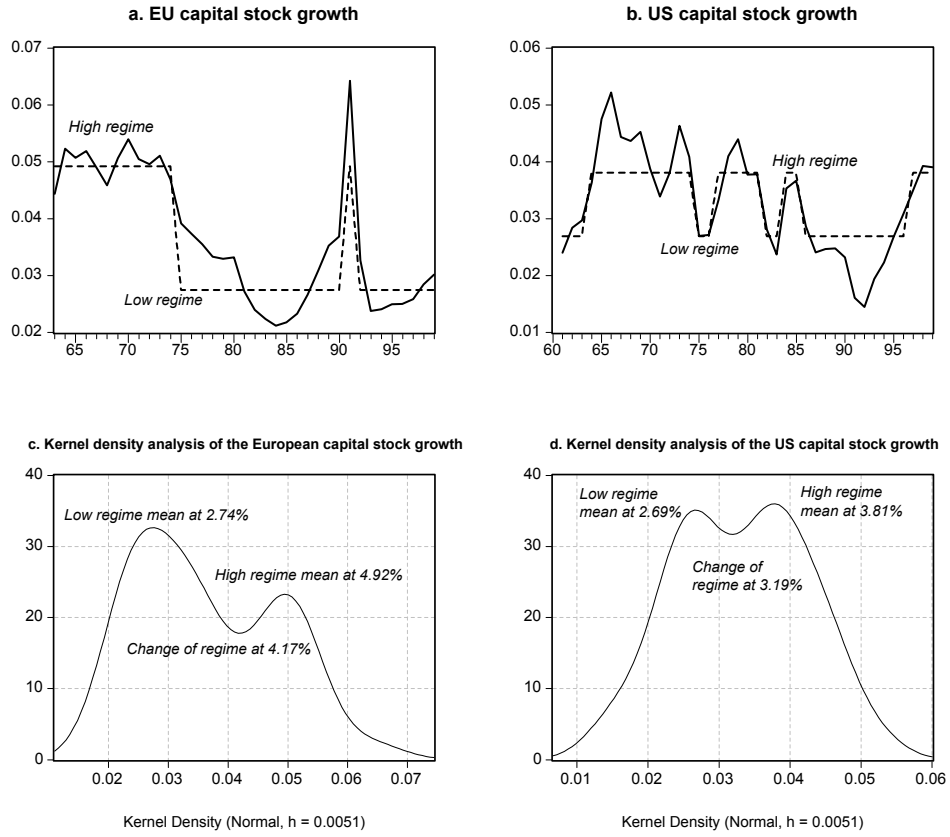 a. EU capital stock growth
0.07
0.06
0.05
0.04
0.03
0.02
High regime
Low regime
65 70 75 80 85 90 95
b. US capital stock growth
0.06
0.05
0.04
0.03
0.02
0.01
High regime
Low regime
60 65 70 75 80 85 90 95
c. Kernel density analysis of the European capital stock growth
40
30
20
10
0
Low regime mean at 2.74%
High regime mean at 4.92%
Change of regime at 4.17%
0.02 0.03 0.04 0.05 0.06 0.07
Kernel Density (Normal, h = 0.0051)
d. Kernel density analysis of the US capital stock growth
40
30
20
10
0
Low regime
mean at 2.69%
High regime
mean at 3.81%
Change of
regime at 3.19%
0.01 0.02 0.03 0.04 0.05 0.06
Kernel Density (Normal, h = 0.0051)